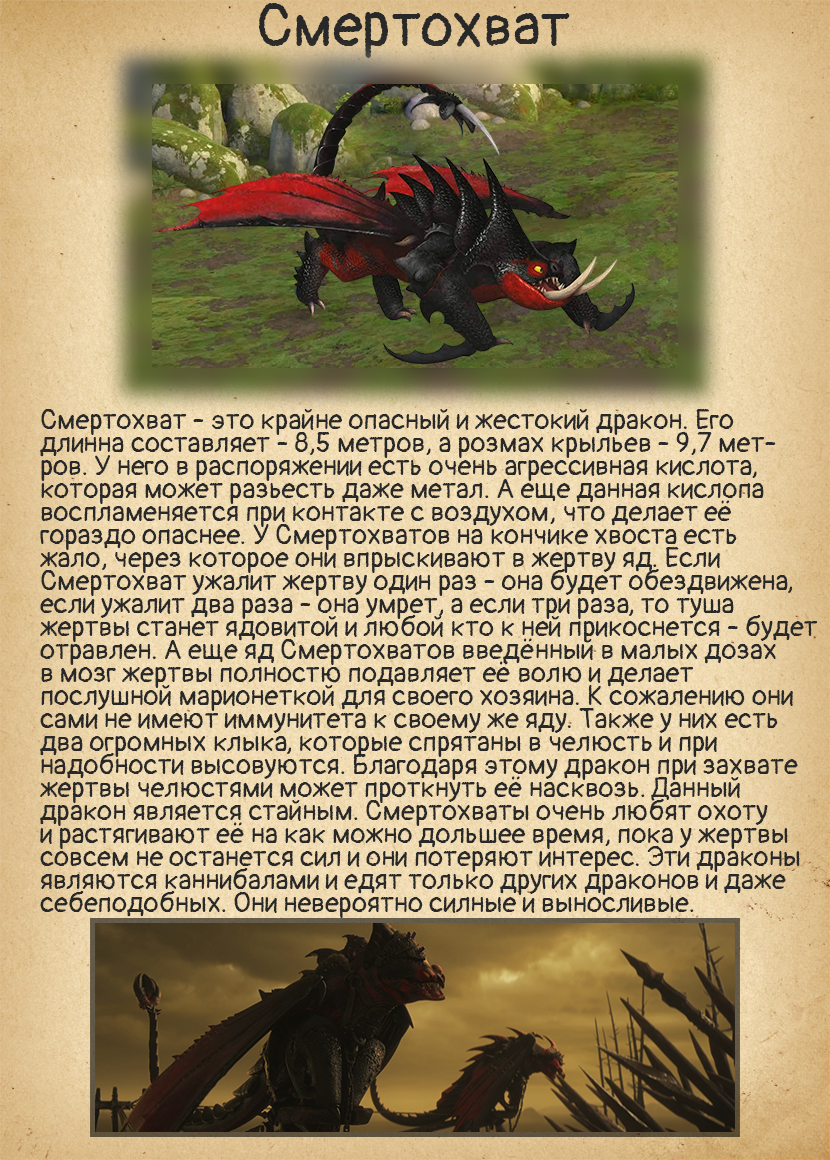 Смертохват
Смертохват - это крайне опасный и жестокий дракон. Его
длинна составляет - 8,5 метров, а розмах крыльев - 9,7 мет-
ров. У него в распоряжении есть очень агрессивная кислота,
которая может разьесть даже метал. А еще данная кислопа
воспламеняется при контакте с воздухом, что делает её
гораздо опаснее. У Смертохватов на кончике хвоста есть
жало, через которое они впрыскивают в жертву яд. Если
Смертохват ужалит жертву один раз - она будет обездвижена,
если ужалит два раза - она умрет, а если три раза, то туша
жертвы станет ядовитой и любой кто к ней прикоснется - будет
отравлен. А еще яд Смертохватов введённый в малых дозах
в мозг жертвы полностю подавляет её волю и делает
послушной марионеткой для своего хозяина. К сожалению они
сами не имеют иммунитета к своему же яду. Также у них есть
два огромных клыка, которые спрятаны в челюсть и при
надобности высовуются. Благодаря этому дракон при захвате
жертвы челюстями может проткнуть её насквозь. Данный
дракон является стайным. Смертохваты очень любят охоту
и растягивают её на как можно дольшее время, пока у жертвы
совсем не останется сил и они потеряют интерес. Эти драконы
являются каннибалами и едят только других драконов и даже
себеподобных. Они невероятно силные и выносливые.